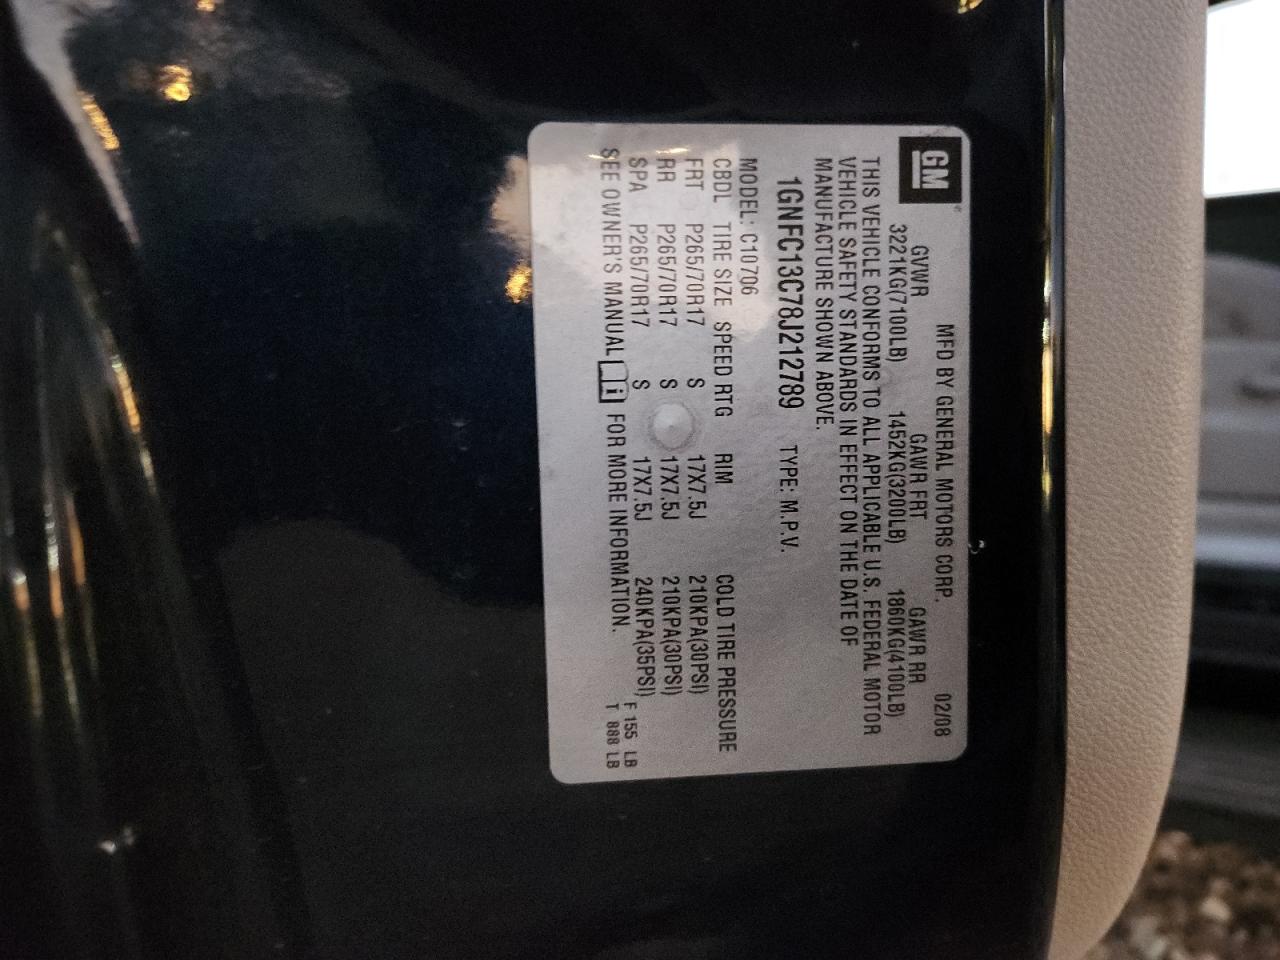 GM
MFD BY GENERAL MOTORS CORP. 02/08
GVWR GAWR FRT GAWR RR
3221KG(7100LB) 1452KG(3200LB) 1860KG(4100LB)
THIS VEHICLE CONFORMS TO ALL APPLICABLE U.S. FEDERAL MOTOR
VEHICLE SAFETY STANDARDS IN EFFECT ON THE DATE OF
MANUFACTURE SHOWN ABOVE.
1GNFC13C78J212789 TYPE: M.P.V.
MODEL: C10706
CBDL TIRE SIZE SPEED RTG RIM COLD TIRE PRESSURE
FRT P265/70R17 S 17X7.5J 210KPA(30PSI)
RR P265/70R17 S 17X7.5J 210KPA(30PSI)
SPA P265/70R17 S 17X7.5J 240KPA(35PSI) F 155 LB
SEE OWNER'S MANUAL i FOR MORE INFORMATION. T 888 LB